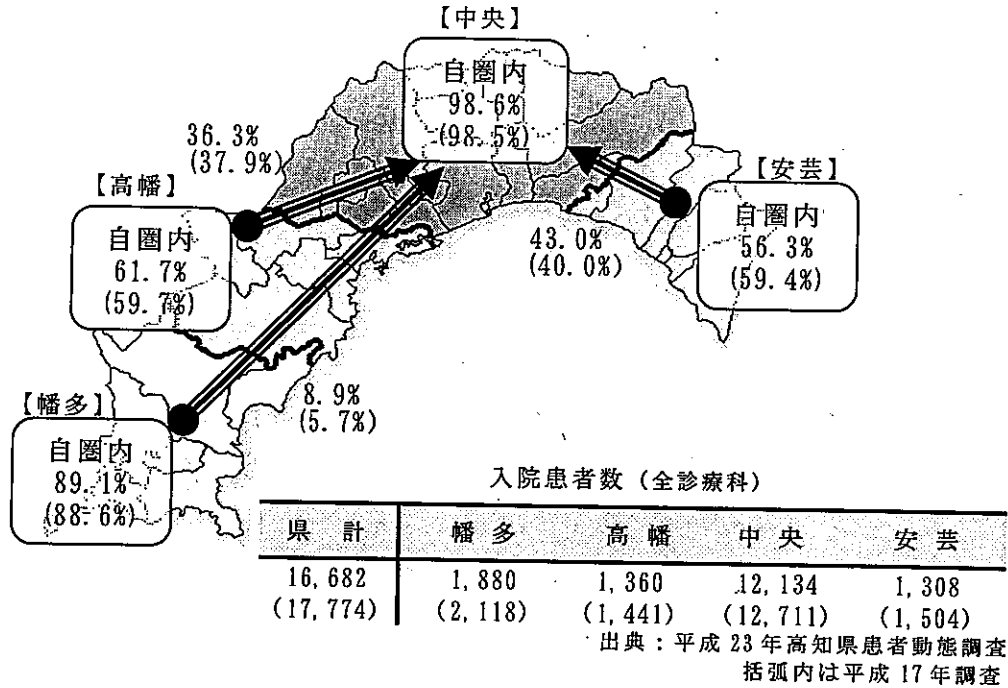 【中央】
自圏内
98.6%
(98.5%)
36.3%
(37.9%)
【高幡】
自圏内
61.7%
(59.7%)
【安芸】
自圏内
56.3%
(59.4%)
43.0%
(40.0%)
8.9%
(5.7%)
【幡多】
自圏内
89.1%
(88.6%)
入院患者数（全診療科）
県計 幡多 高幡 中央 安芸
16,682 1,880 1,360 12,134 1,308
(17,774) (2,118) (1,441) (12,711) (1,504)
出典：平成23年高知県患者動態調査
括弧内は平成17年調査